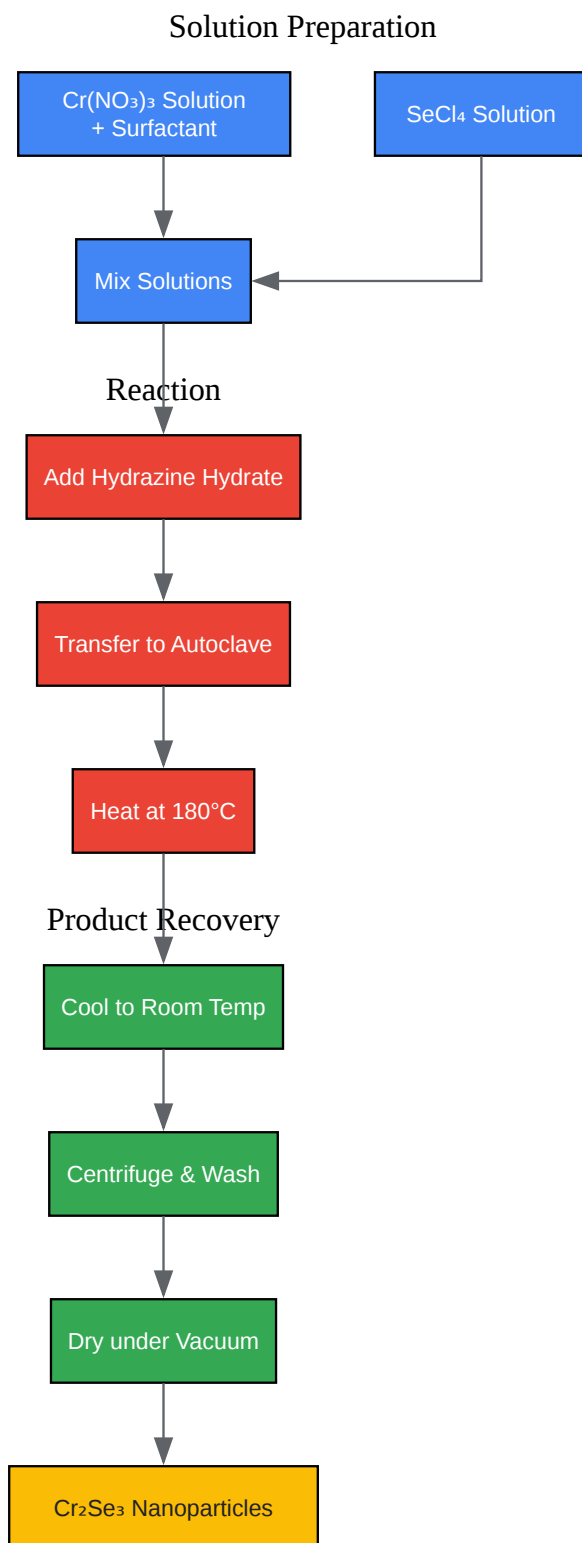 Solution Preparation
Cr(NO₃)₃ Solution
+ Surfactant
SeCl₄ Solution
Mix Solutions
Reaction
Add Hydrazine Hydrate
Transfer to Autoclave
Heat at 180°C
Product Recovery
Cool to Room Temp
Centrifuge & Wash
Dry under Vacuum
Cr₂Se₃ Nanoparticles